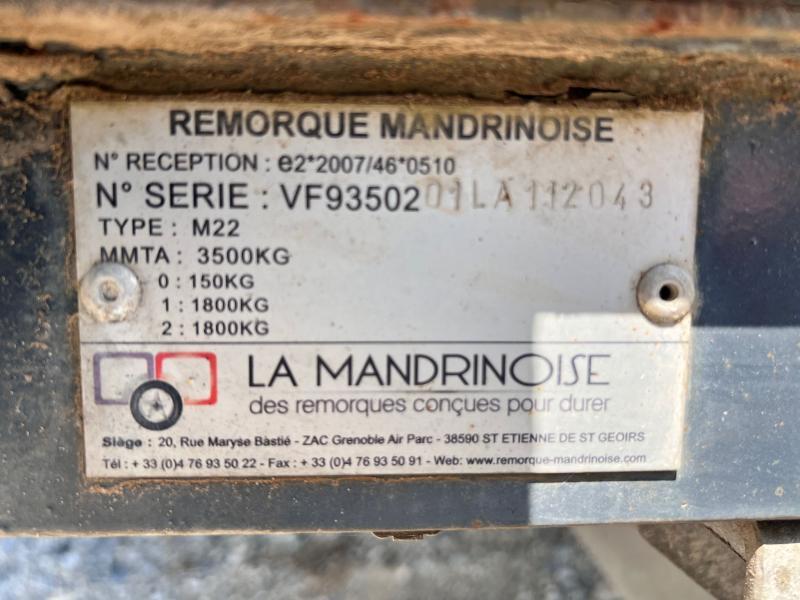 REMORQUE MANDRINOISE
N° RECEPTION : e2*2007/46*0510
N° SERIE : VF9350201LA112043
TYPE : M22
MMTA : 3500KG
0 : 150KG
1 : 1800KG
2 : 1800KG
LA MANDRINOISE
des remorques conçues pour durer
Siège : 20, Rue Maryse Bastié - ZAC Grenoble Air Parc - 38590 ST ETIENNE DE ST GEOIRS
Tél : + 33 (0)4 76 93 50 22 - Fax : + 33 (0)4 76 93 50 91 - Web: www.remorque-mandrinoise.com